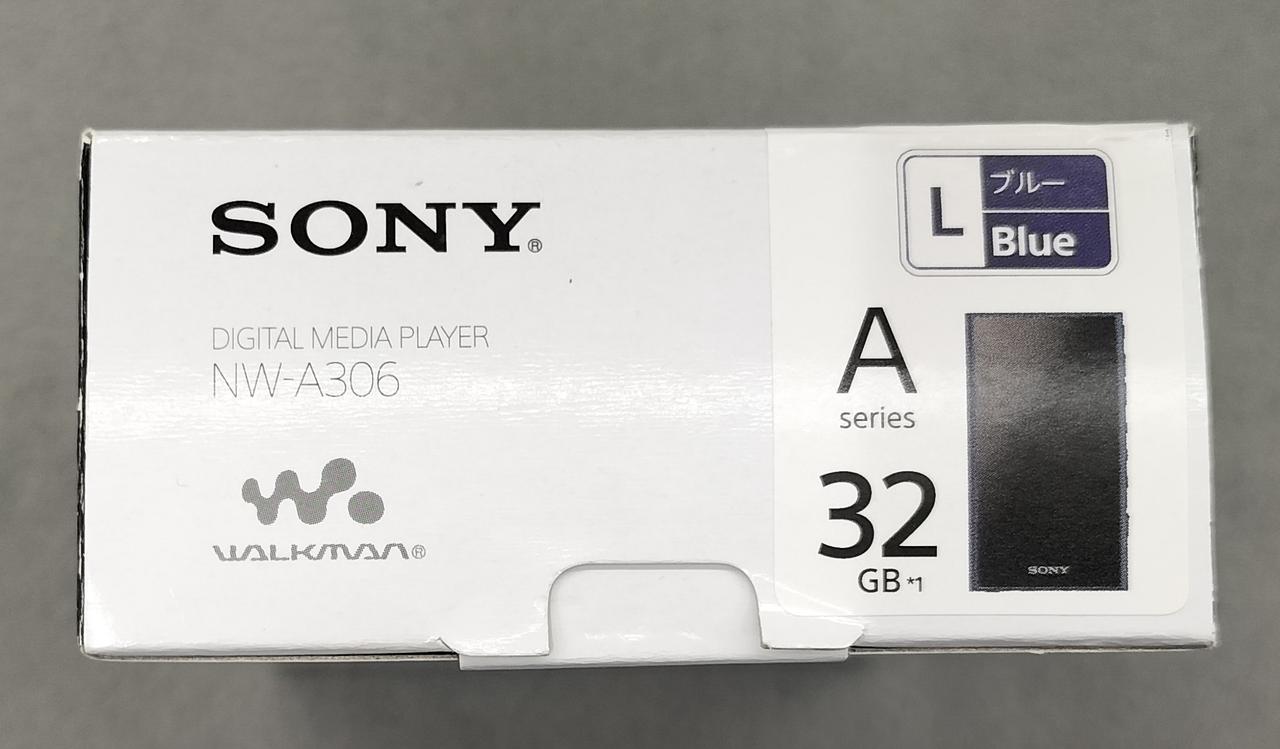 SONY®
DIGITAL MEDIA PLAYER
NW-A306
WALKMAN®
L
ブルー
Blue
A
series
32
GB *1
SONY